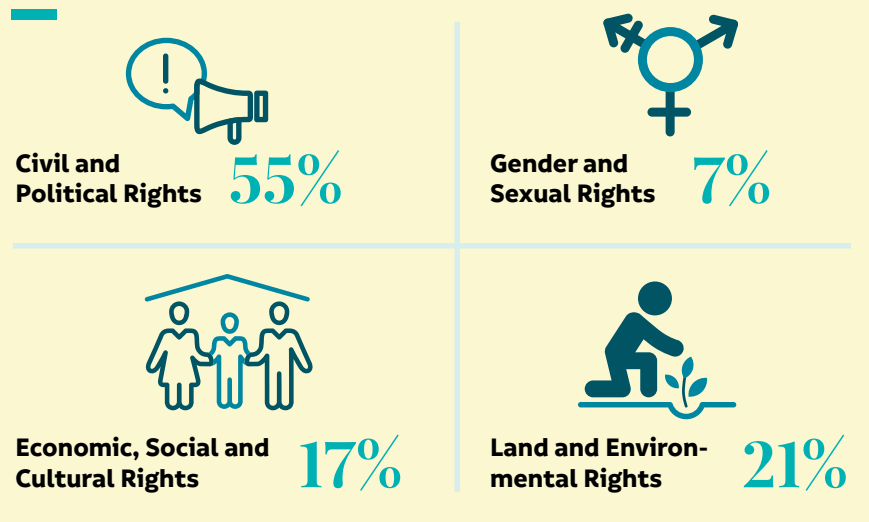 Civil and
Political Rights 55%
Gender and
Sexual Rights 7%
Economic, Social and
Cultural Rights 17%
Land and Environ-
mental Rights 21%